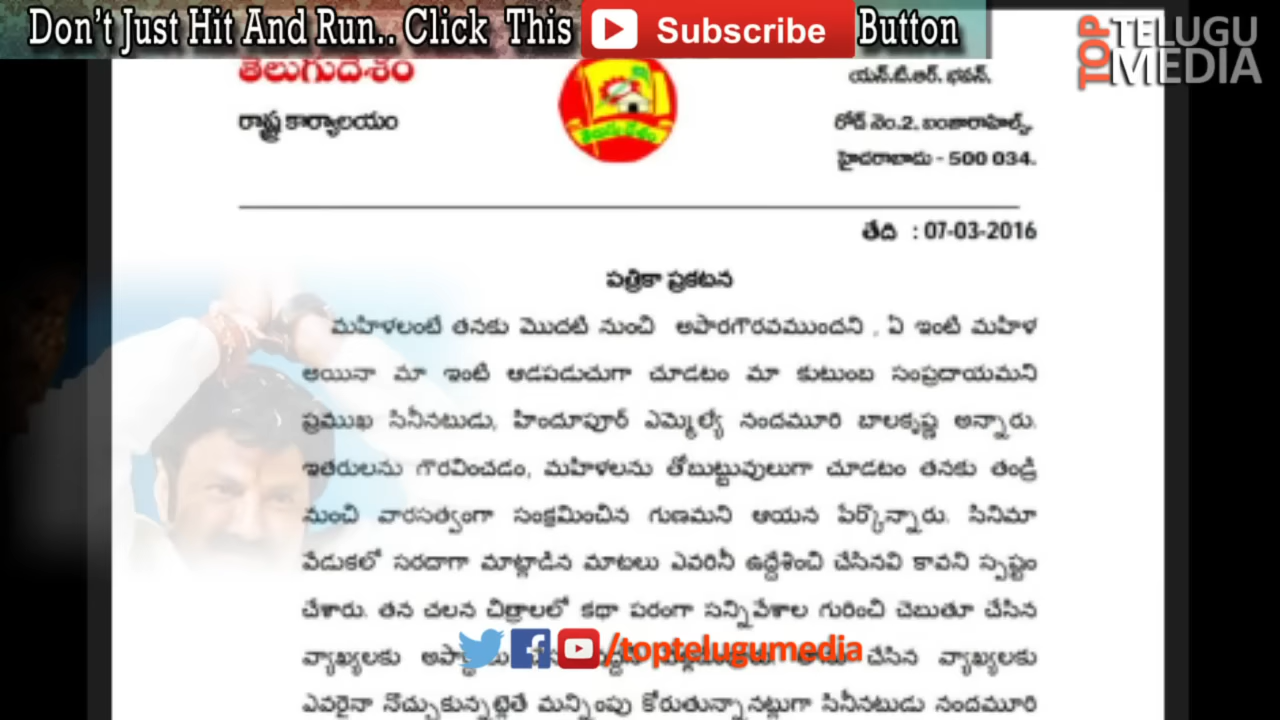 Don't Just Hit And Run.. Click This Subscribe Button
TOP TELUGU MEDIA
తెలుగుదేశం
రాష్ట్ర కార్యాలయం
తెలుగు దేశం
యన్.టి.ఆర్. భవన్.
రోడ్ నెం.2. బంజారాహిల్స్.
హైదరాబాదు - 500 034.
తేది : 07-03-2016
పత్రికా ప్రకటన
మహిళలంటే తనకు మొదటి నుంచి అపారగౌరవముందని , ఏ ఇంటి మహిళ
అయినా మా ఇంటి ఆడపడుచుగా చూడటం మా కుటుంబ సంప్రదాయమని
ప్రముఖ సినీనటుడు, హిందూపూర్ ఎమ్మెల్యే నందమూరి బాలకృష్ణ అన్నారు.
ఇతరులను గౌరవించడం, మహిళలను తోబుట్టువులుగా చూడటం తనకు తండ్రి
నుంచి వారసత్వంగా సంక్రమించిన గుణమని ఆయన పేర్కొన్నారు. సినిమా
వేడుకలో సరదాగా మాట్లాడిన మాటలు ఎవరినీ ఉద్దేశించి చేసినవి కావని స్పష్టం
చేశారు. తన చలన చిత్రాలలో కథా పరంగా సన్నివేశాల గురించి చెబుతూ చేసిన
వ్యాఖ్యలకు చేసిన వ్యాఖ్యలకు
/toptelugumedia
ఎవరైనా నొచ్చుకున్నట్లైతే మన్నింపు కోరుతున్నానట్లుగా సినీనటుడు నందమూరి